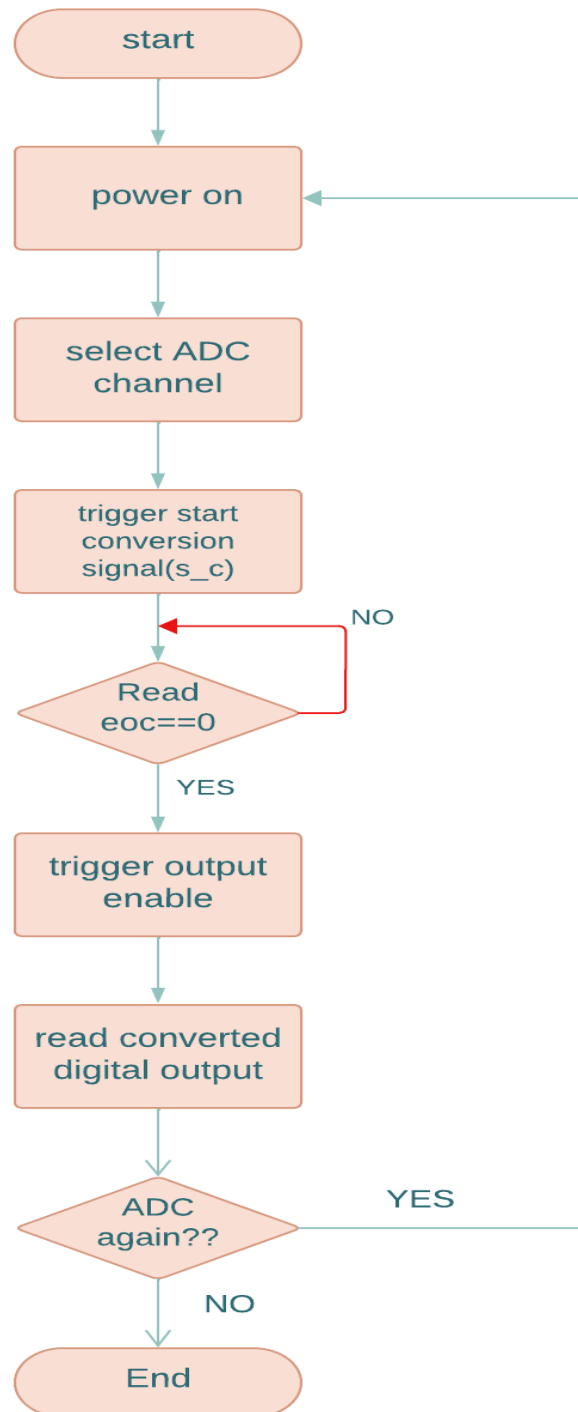 start
power on
select ADC
channel
trigger start
conversion
signal(s_c)
NO
Read
eoc==0
YES
trigger output
enable
read converted
digital output
ADC
again??
YES
NO
End